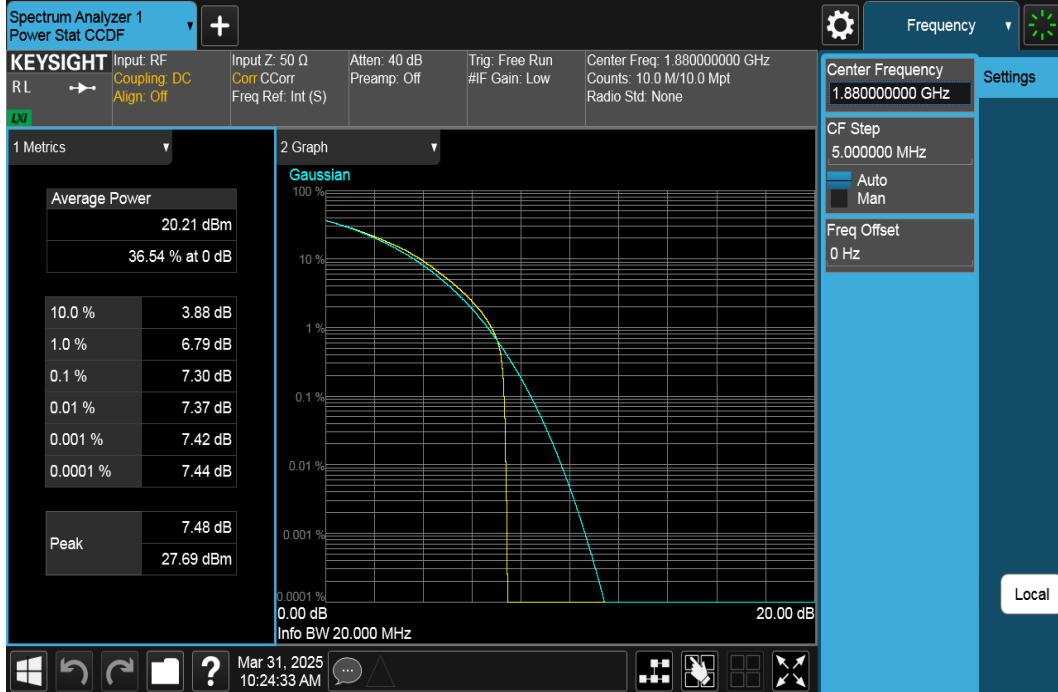 Spectrum Analyzer 1
Power Stat CCDF
+
Frequency
KEYSIGHT
R L
LXI
Input: RF
Coupling: DC
Align: Off
Input Z: 50 Ω
Corr CCorr
Freq Ref: Int (S)
Atten: 40 dB
Preamp: Off
Trig: Free Run
#IF Gain: Low
Center Freq: 1.880000000 GHz
Counts: 10.0 M/10.0 Mpt
Radio Std: None
Center Frequency
1.880000000 GHz
Settings
CF Step
5.000000 MHz
Auto
Man
Freq Offset
0 Hz
Local
1 Metrics
Average Power
20.21 dBm
36.54 % at 0 dB
10.0 % 3.88 dB
1.0 % 6.79 dB
0.1 % 7.30 dB
0.01 % 7.37 dB
0.001 % 7.42 dB
0.0001 % 7.44 dB
Peak
7.48 dB
27.69 dBm
2 Graph
Gaussian
100 %
10 %
1 %
0.1 %
0.01 %
0.001 %
0.0001 %
0.00 dB 20.00 dB
Info BW 20.000 MHz
?
Mar 31, 2025
10:24:33 AM